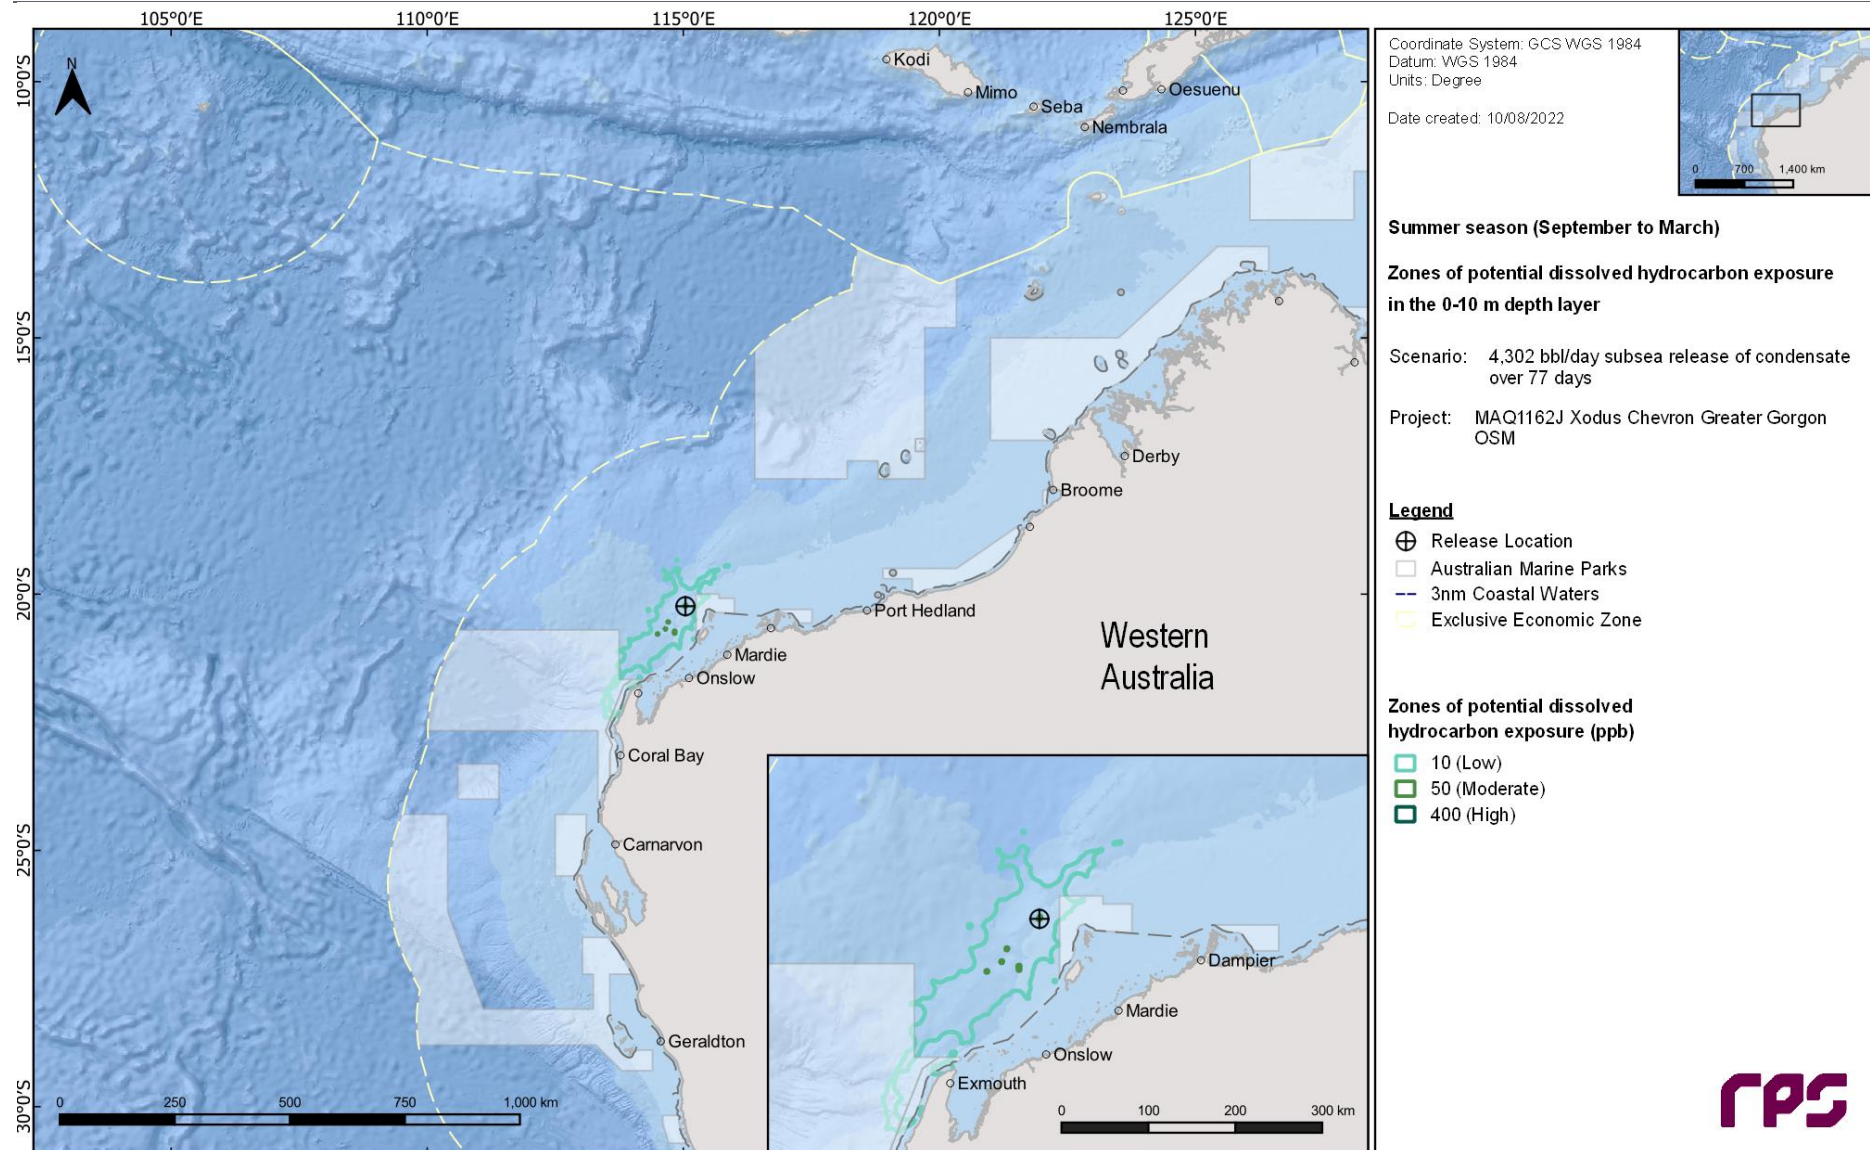 105°0'E 110°0'E 115°0'E 120°0'E 125°0'E
10°0'S
15°0'S
20°0'S
25°0'S
30°0'S
N
Kodi
Mimo
Seba
Oesuenu
Nembrala
Derby
Broome
Port Hedland
Mardie
Onslow
Western
Australia
Coral Bay
Carnarvon
Geraldton
0 250 500 750 1,000 km
Dampier
Mardie
Onslow
Exmouth
0 100 200 300 km
Coordinate System: GCS WGS 1984
Datum: WGS 1984
Units: Degree
Date created: 10/08/2022
0 700 1,400 km
Summer season (September to March)
Zones of potential dissolved hydrocarbon exposure
in the 0-10 m depth layer
Scenario: 4,302 bbl/day subsea release of condensate
over 77 days
Project: MAQ1162J Xodus Chevron Greater Gorgon
OSM
Legend
Release Location
Australian Marine Parks
3nm Coastal Waters
Exclusive Economic Zone
Zones of potential dissolved
hydrocarbon exposure (ppb)
10 (Low)
50 (Moderate)
400 (High)
rps